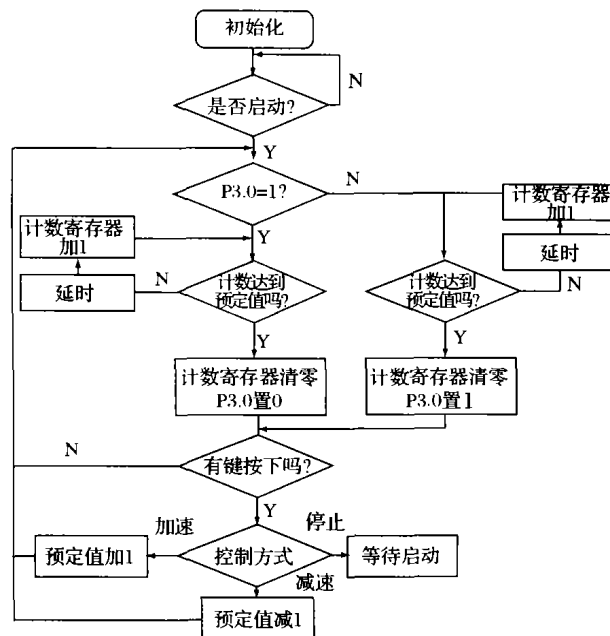 初始化
N
是否启动?
Y
P3.0=1?
N
计数寄存器
加1
计数寄存器
加1
Y
延时
延时
N
计数达到
预定值吗?
计数达到
预定值吗?
N
Y
Y
计数寄存器清零
P3.0置0
计数寄存器清零
P3.0置1
N
有键按下吗?
Y
加速
停止
预定值加1
控制方式
等待启动
减速
预定值减1